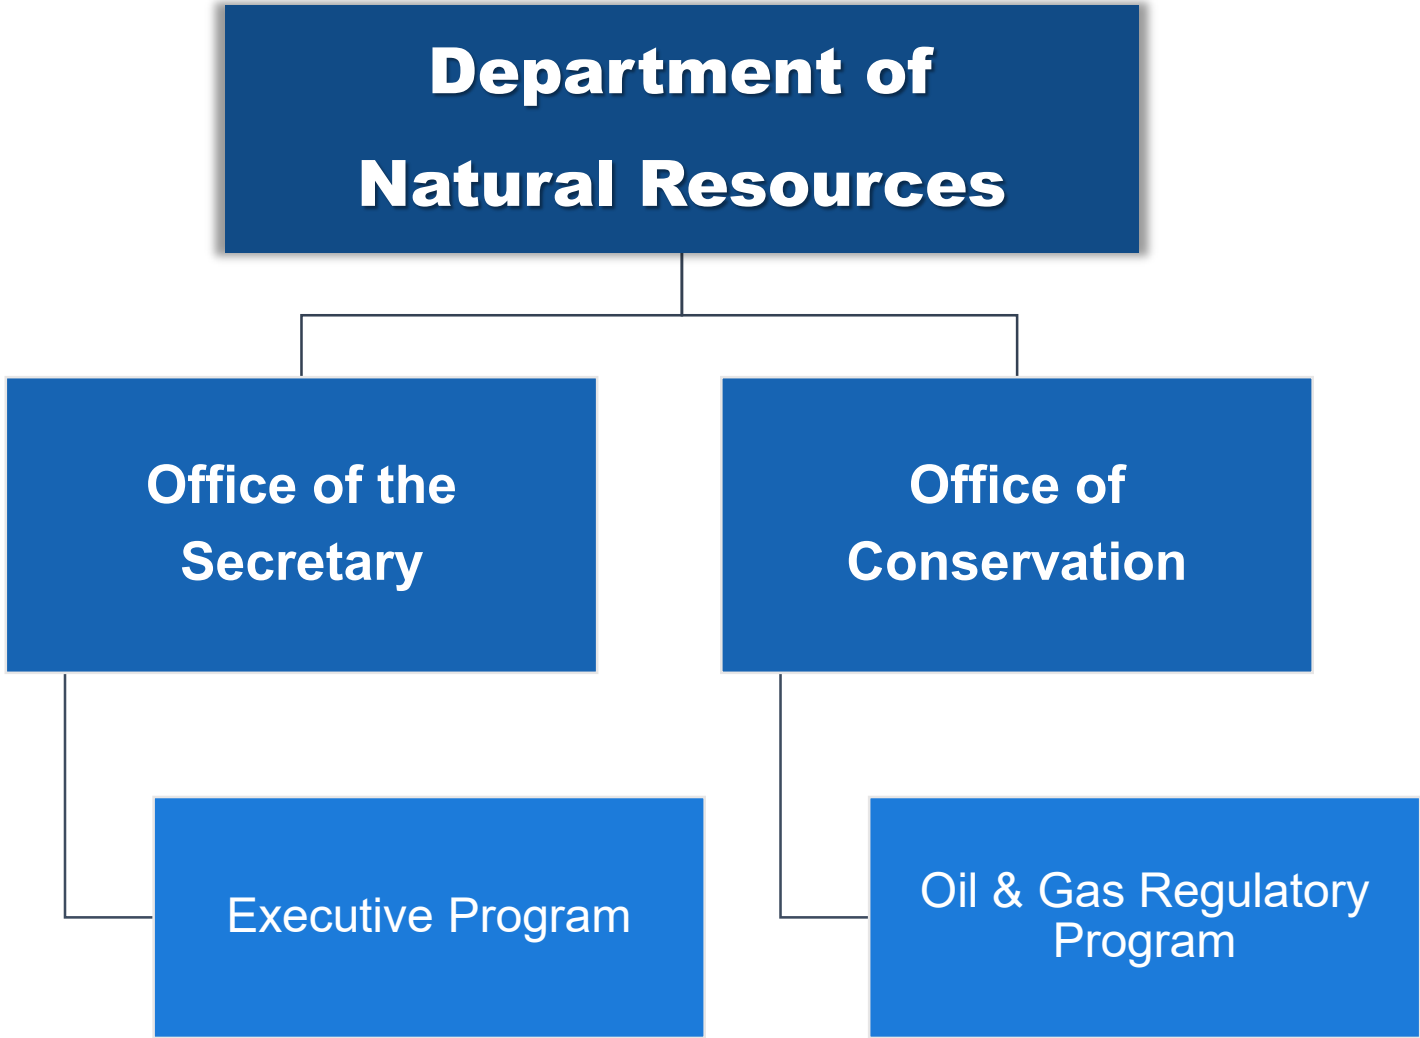 Department of
Natural Resources
Office of the
Secretary
Office of
Conservation
Executive Program
Oil & Gas Regulatory
Program